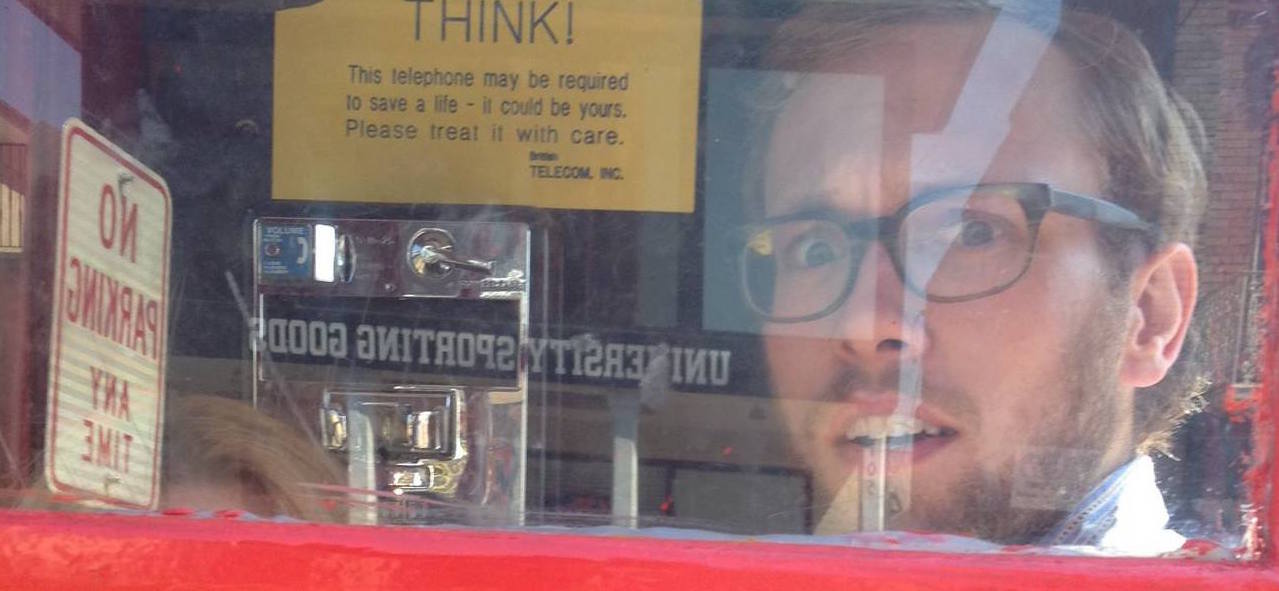 THINK!
This telephone may be required
to save a life - it could be yours.
Please treat it with care.
British
TELECOM, INC.
VOLUME
NO
PARKING
ANY
TIME
UNIVERSITY SPORTING GOODS